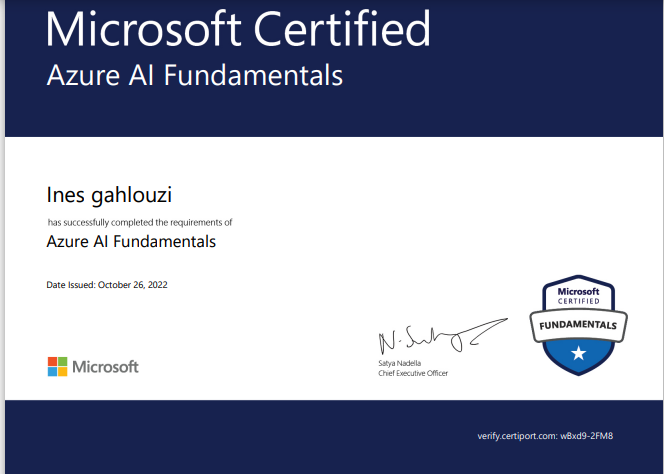 Microsoft Certified
Azure AI Fundamentals
Ines gahlouzi
has successfully completed the requirements of
Azure AI Fundamentals
Date Issued: October 26, 2022
Microsoft
CERTIFIED
FUNDAMENTALS
Satya Nadella
Chief Executive Officer
Microsoft
verify.certiport.com: wBxd9-2FM8